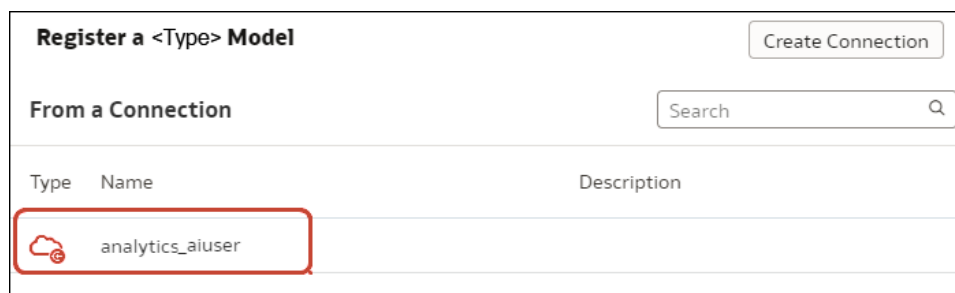 Register a <Type> Model
Create Connection
From a Connection
Search
Type Name Description
analytics_aiuser